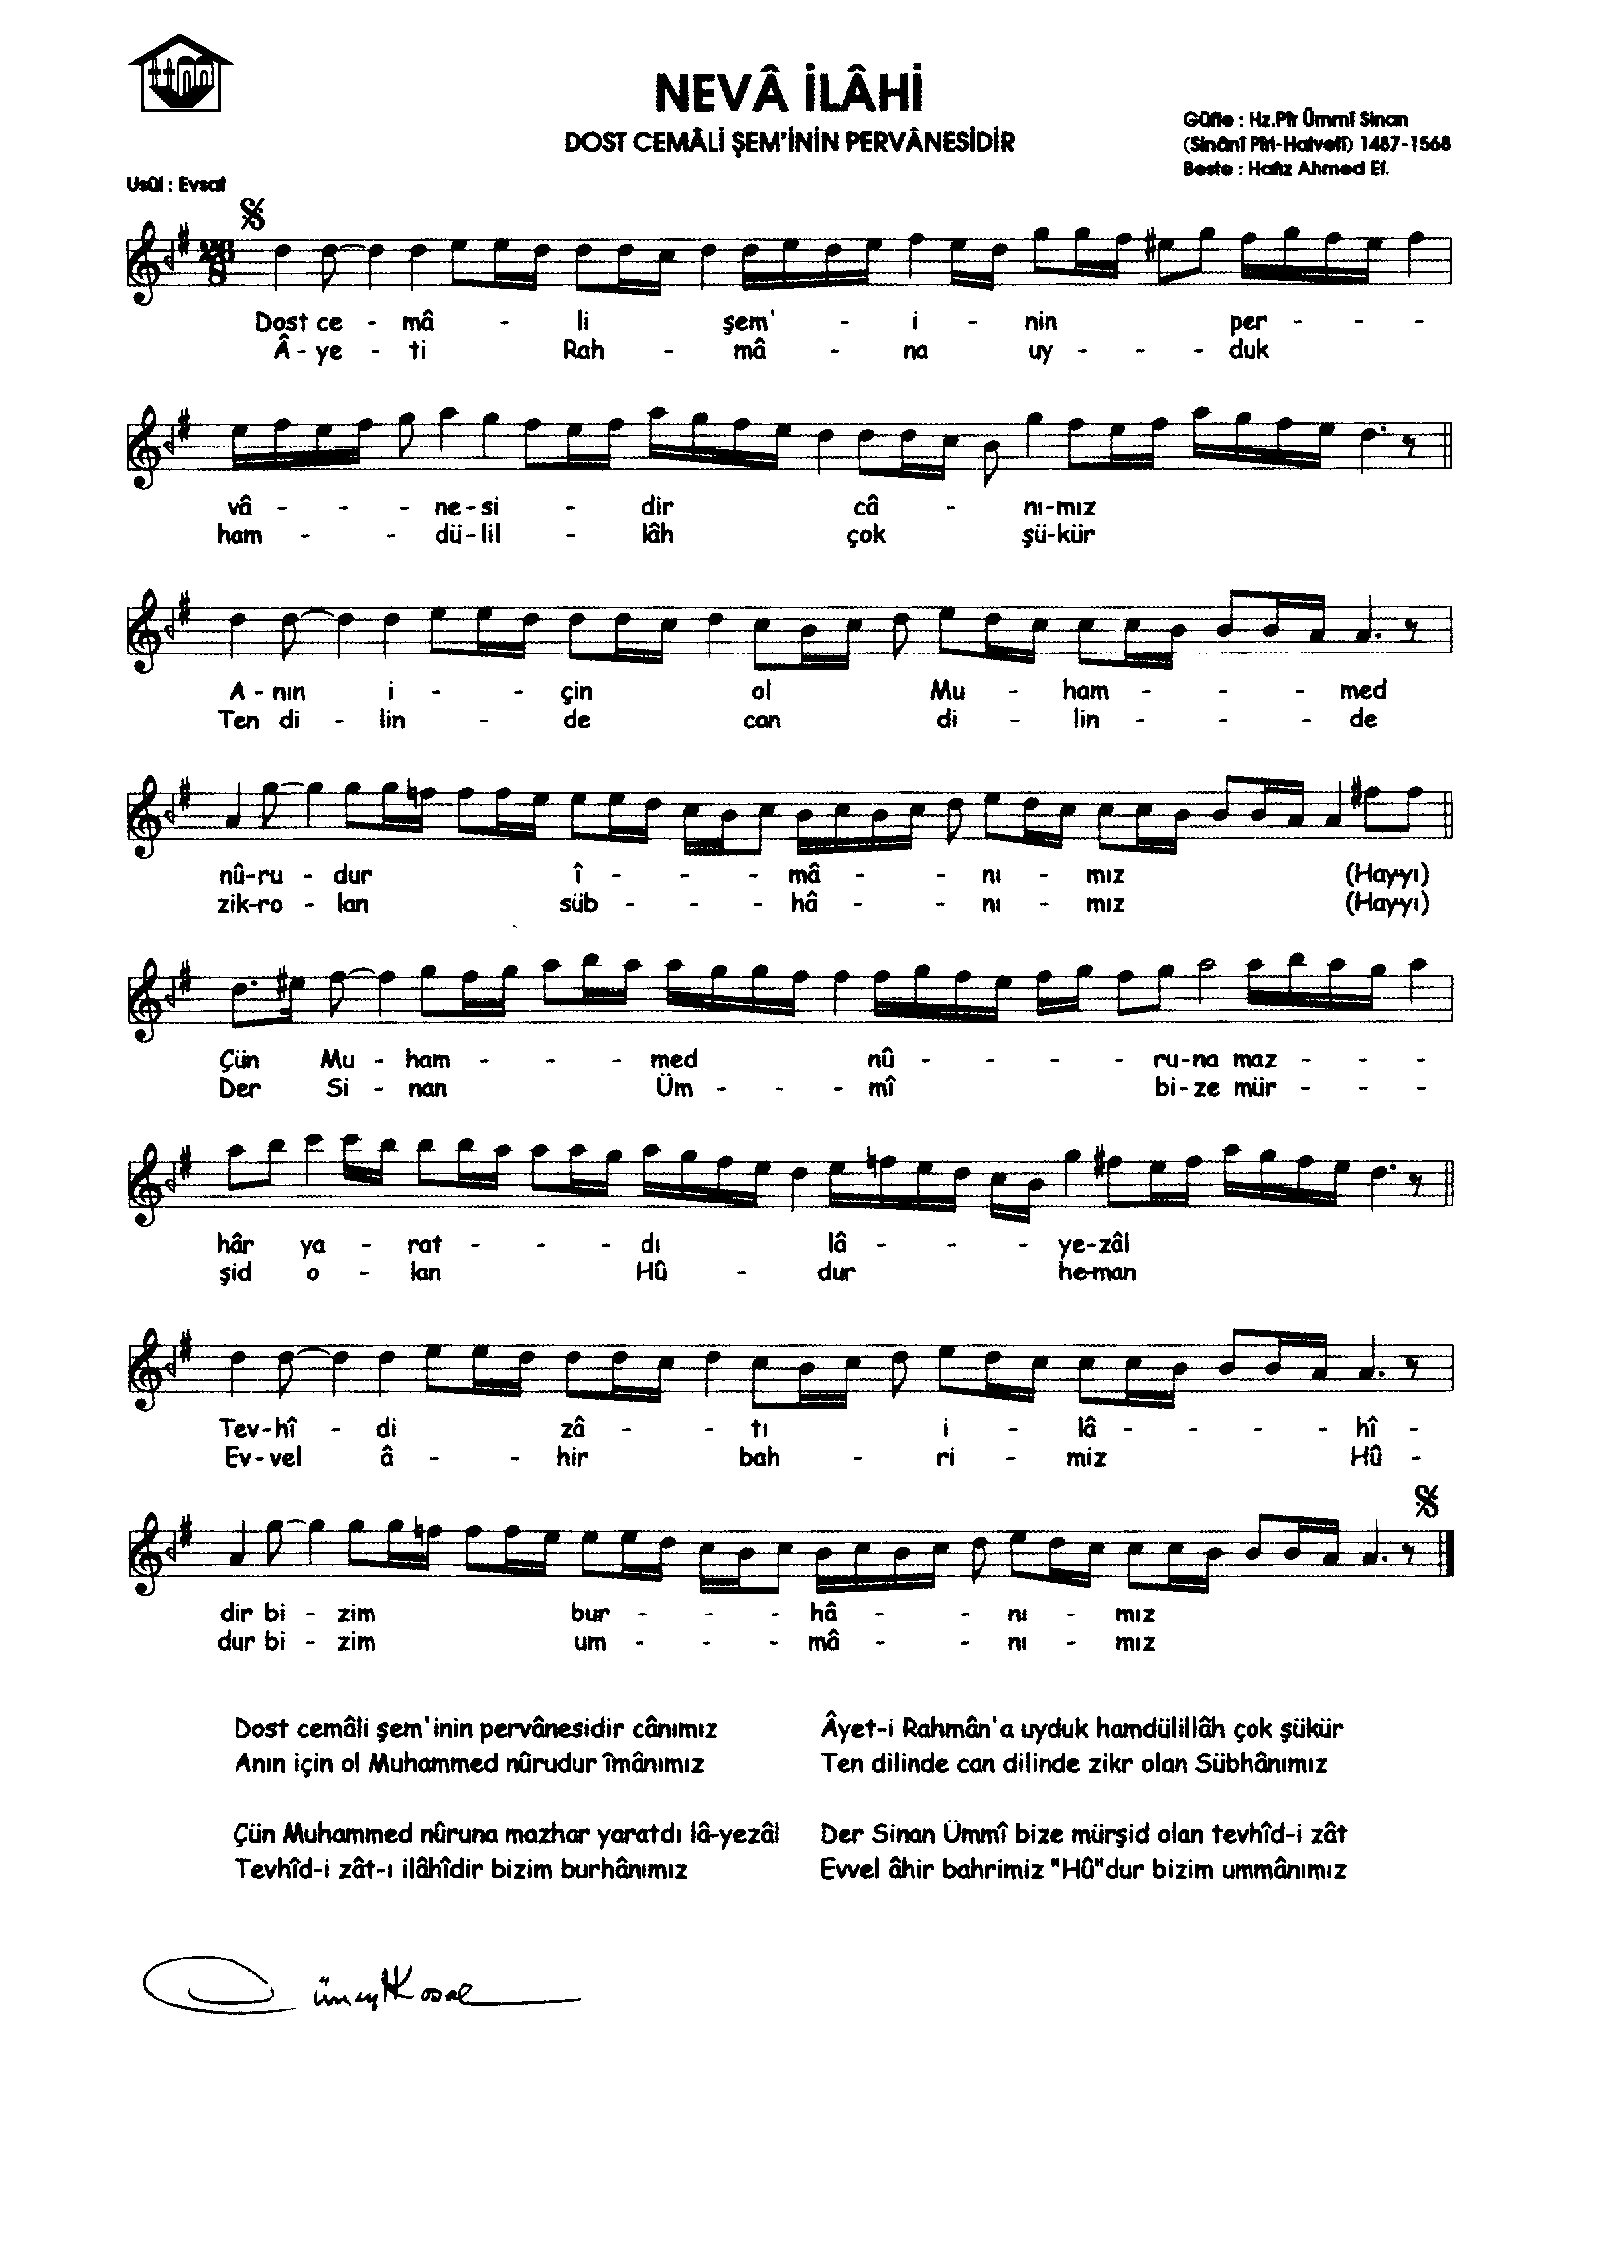 NEVÂ İLÂHİ
DOST CEMÂLİ ŞEM'İNİN PERVÂNESİDİR
Güfte : Hz.Pîr Ümmî Sinan
(Sinânî Pîri-Halvetî) 1487-1568
Beste : Hafız Ahmed Ef.
Usûl : Evsat
26
8
Dost ce - mâ - li şem' - i - nin per - - -
 - ye - ti Rah - mâ - na uy - - - duk
vâ - - - ne - si - dir câ - nı-mız
ham - - dü-lil - lâh çok şü-kür
A - nın i - - çin ol Mu - ham - - - med
Ten di - lin - de can di - lin - - - de
nû-ru - dur î - - - mâ - - nı - mız (Hayyı)
zik-ro - lan süb - - - hâ - - nı - mız (Hayyı)
Çün Mu - ham - - - med nû - - - - ru-na maz - - -
Der Si - nan Üm - - - mî bi-ze mür - - -
hâr ya - rat - - - dı lâ - - - ye-zâl
şid o - lan Hû - dur he-man
Tev-hî - di zâ - - tı i - lâ - - - hî -
Ev-vel â - - hir bah - ri - miz Hû -
dir bi - zim bur - - - hâ - - nı - mız
dur bi - zim um - - - mâ - - nı - mız
Dost cemâli şem'inin pervânesidir cânımız
Anın için ol Muhammed nûrudur îmânımız
Çün Muhammed nûruna mazhar yaratdı lâ-yezâl
Tevhîd-i zât-ı ilâhîdir bizim burhânımız
Âyet-i Rahmân'a uyduk hamdülillâh çok şükür
Ten dilinde can dilinde zikr olan Sübhânımız
Der Sinan Ümmî bize mürşid olan tevhîd-i zât
Evvel âhir bahrimiz "Hû"dur bizim ummânımız
Cüneyt Kosal